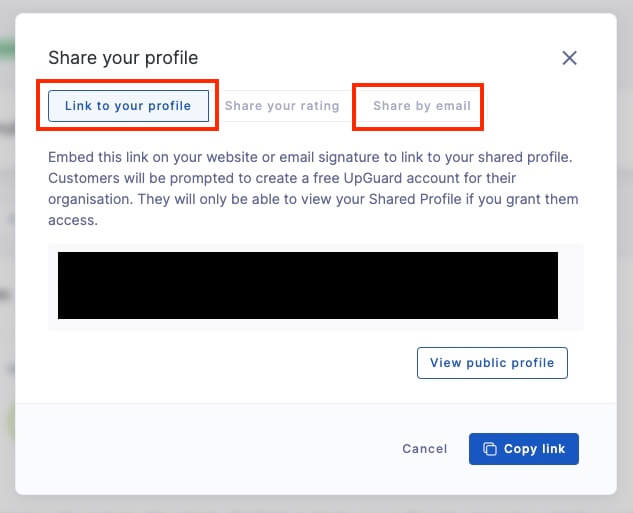 Share your profile
Link to your profile
Share your rating
Share by email
Embed this link on your website or email signature to link to your shared profile.
Customers will be prompted to create a free UpGuard account for their
organisation. They will only be able to view your Shared Profile if you grant them
access.
View public profile
Cancel
Copy link